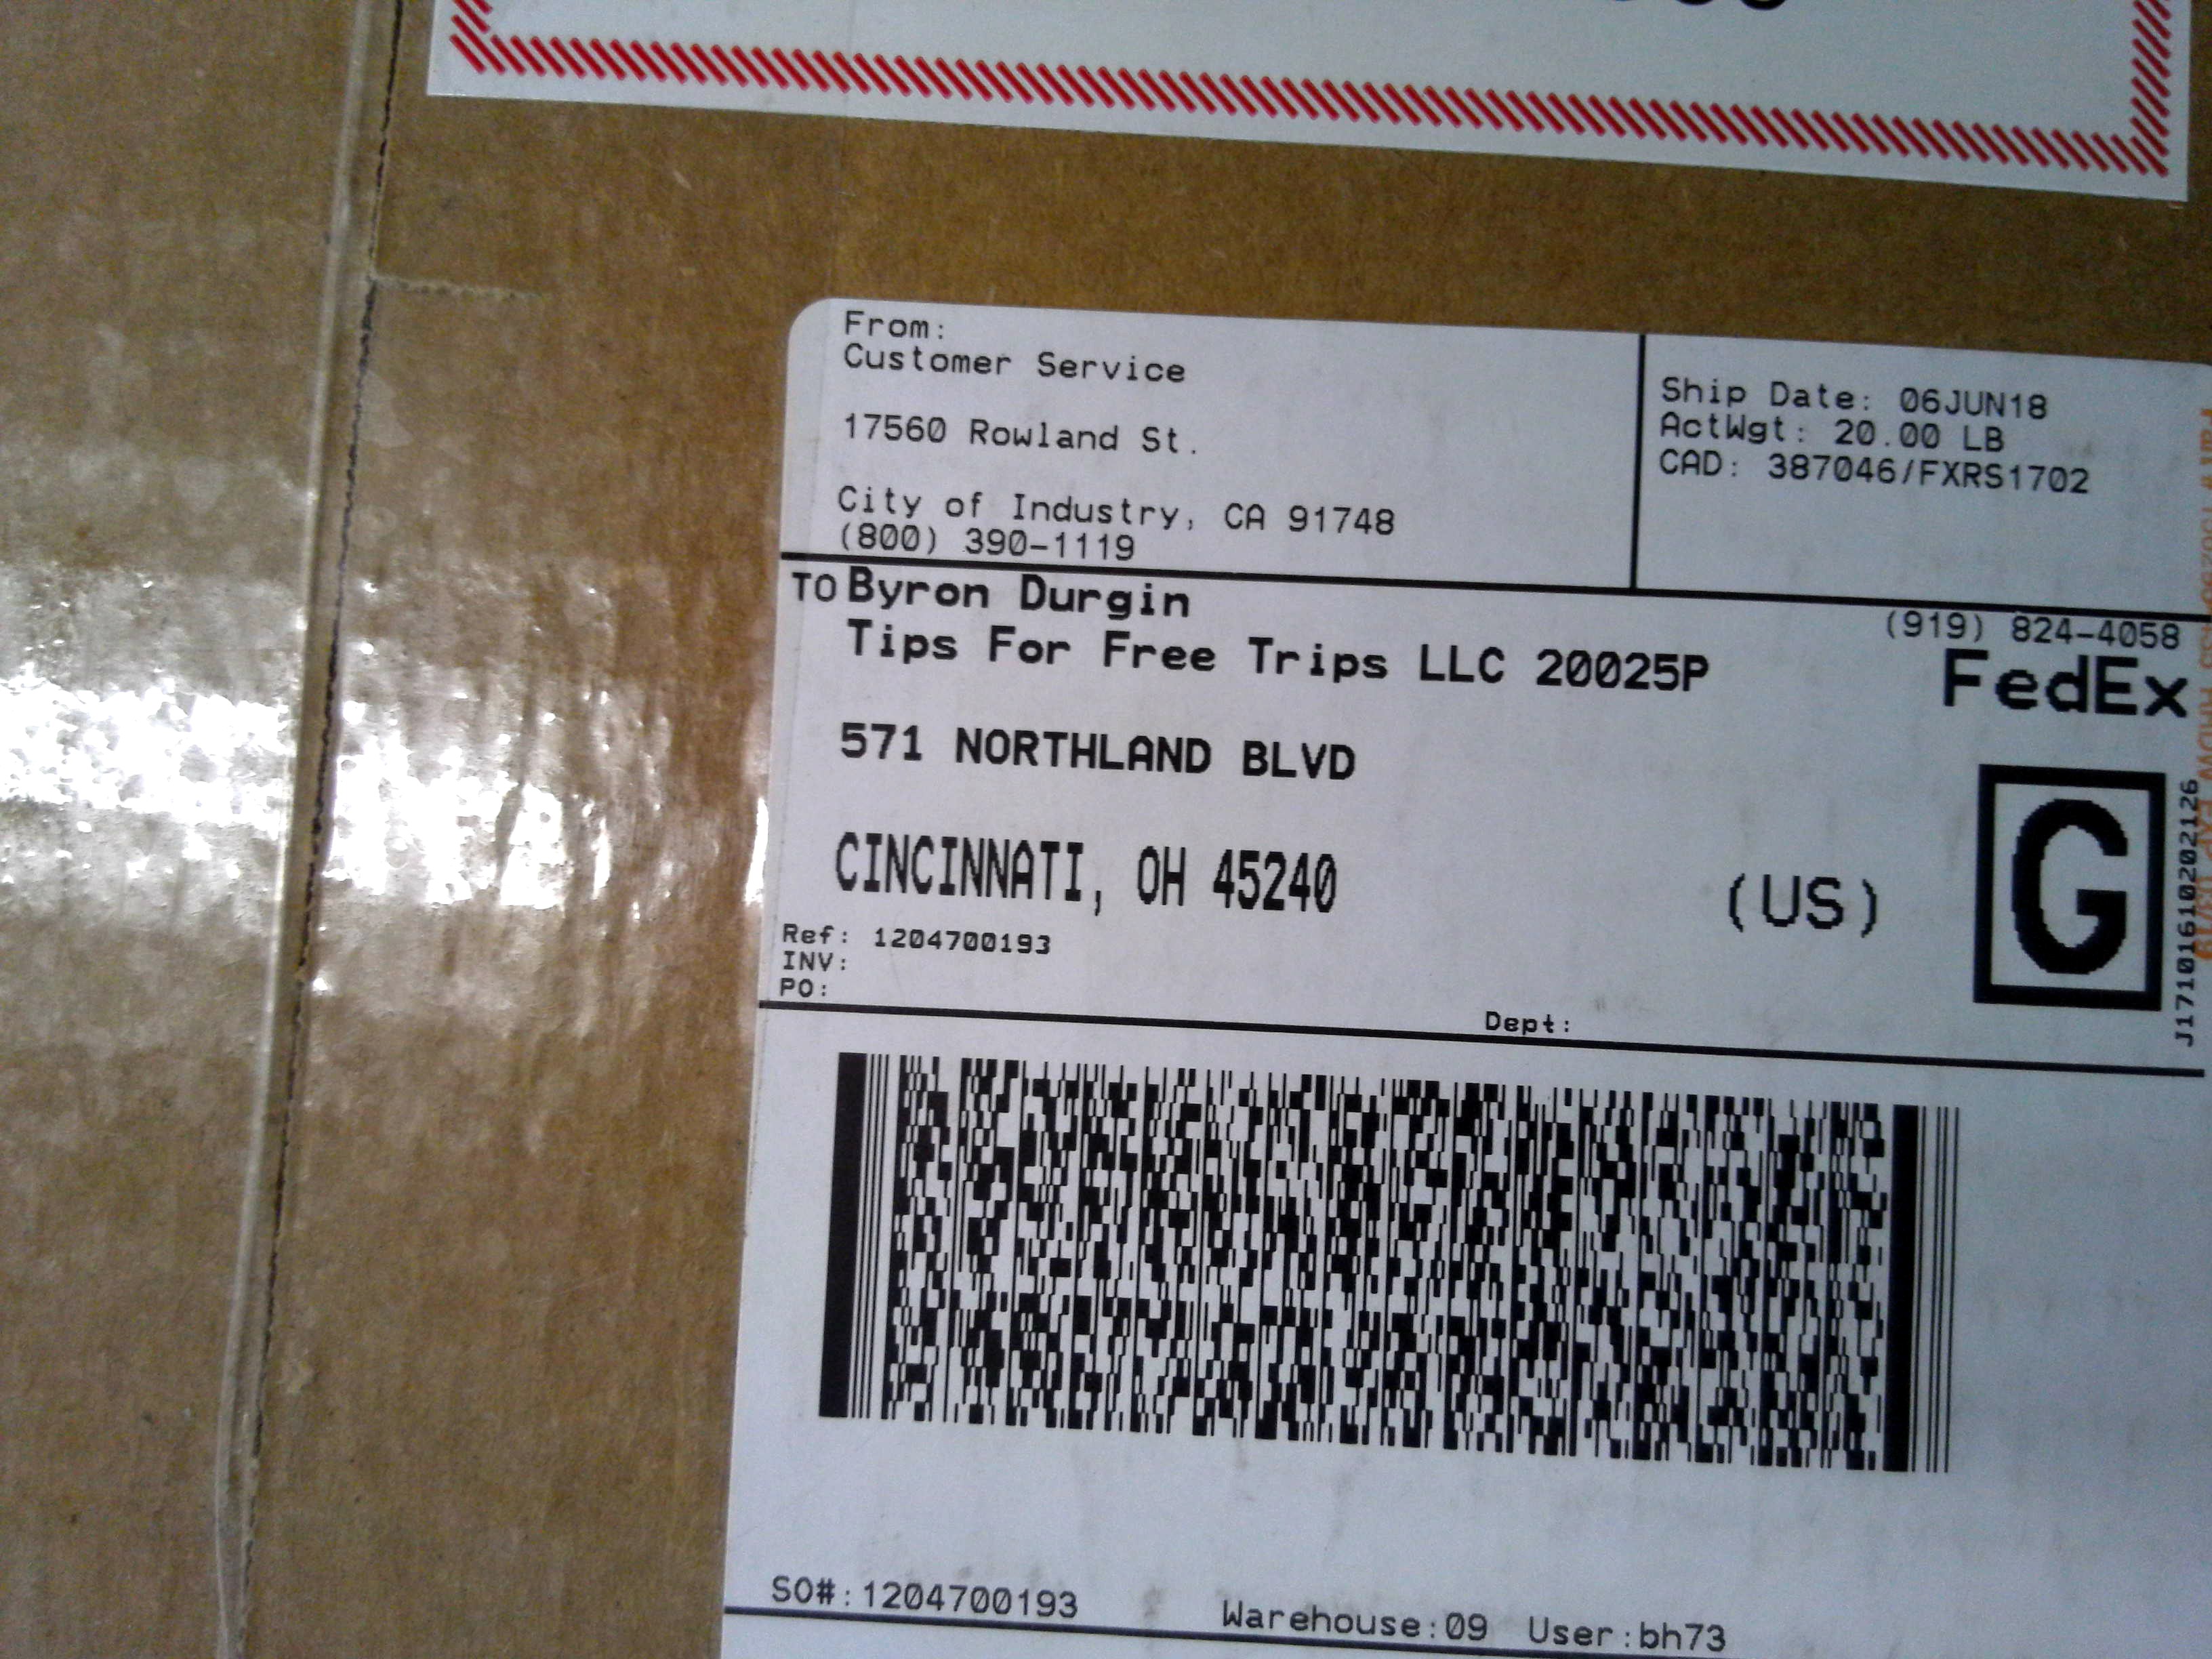 From:
Customer Service
17560 Rowland St.
City of Industry, CA 91748
(800) 390-1119
Ship Date: 06JUN18
ActWgt: 20.00 LB
CAD: 387046/FXRS1702
TO Byron Durgin
Tips For Free Trips LLC 20025P
571 NORTHLAND BLVD
CINCINNATI, OH 45240
(919) 824-4058
FedEx
(US)
G
J17101610202126
Ref: 1204700193
INV:
PO:
Dept:
SO#:1204700193 Warehouse:09 User:bh73